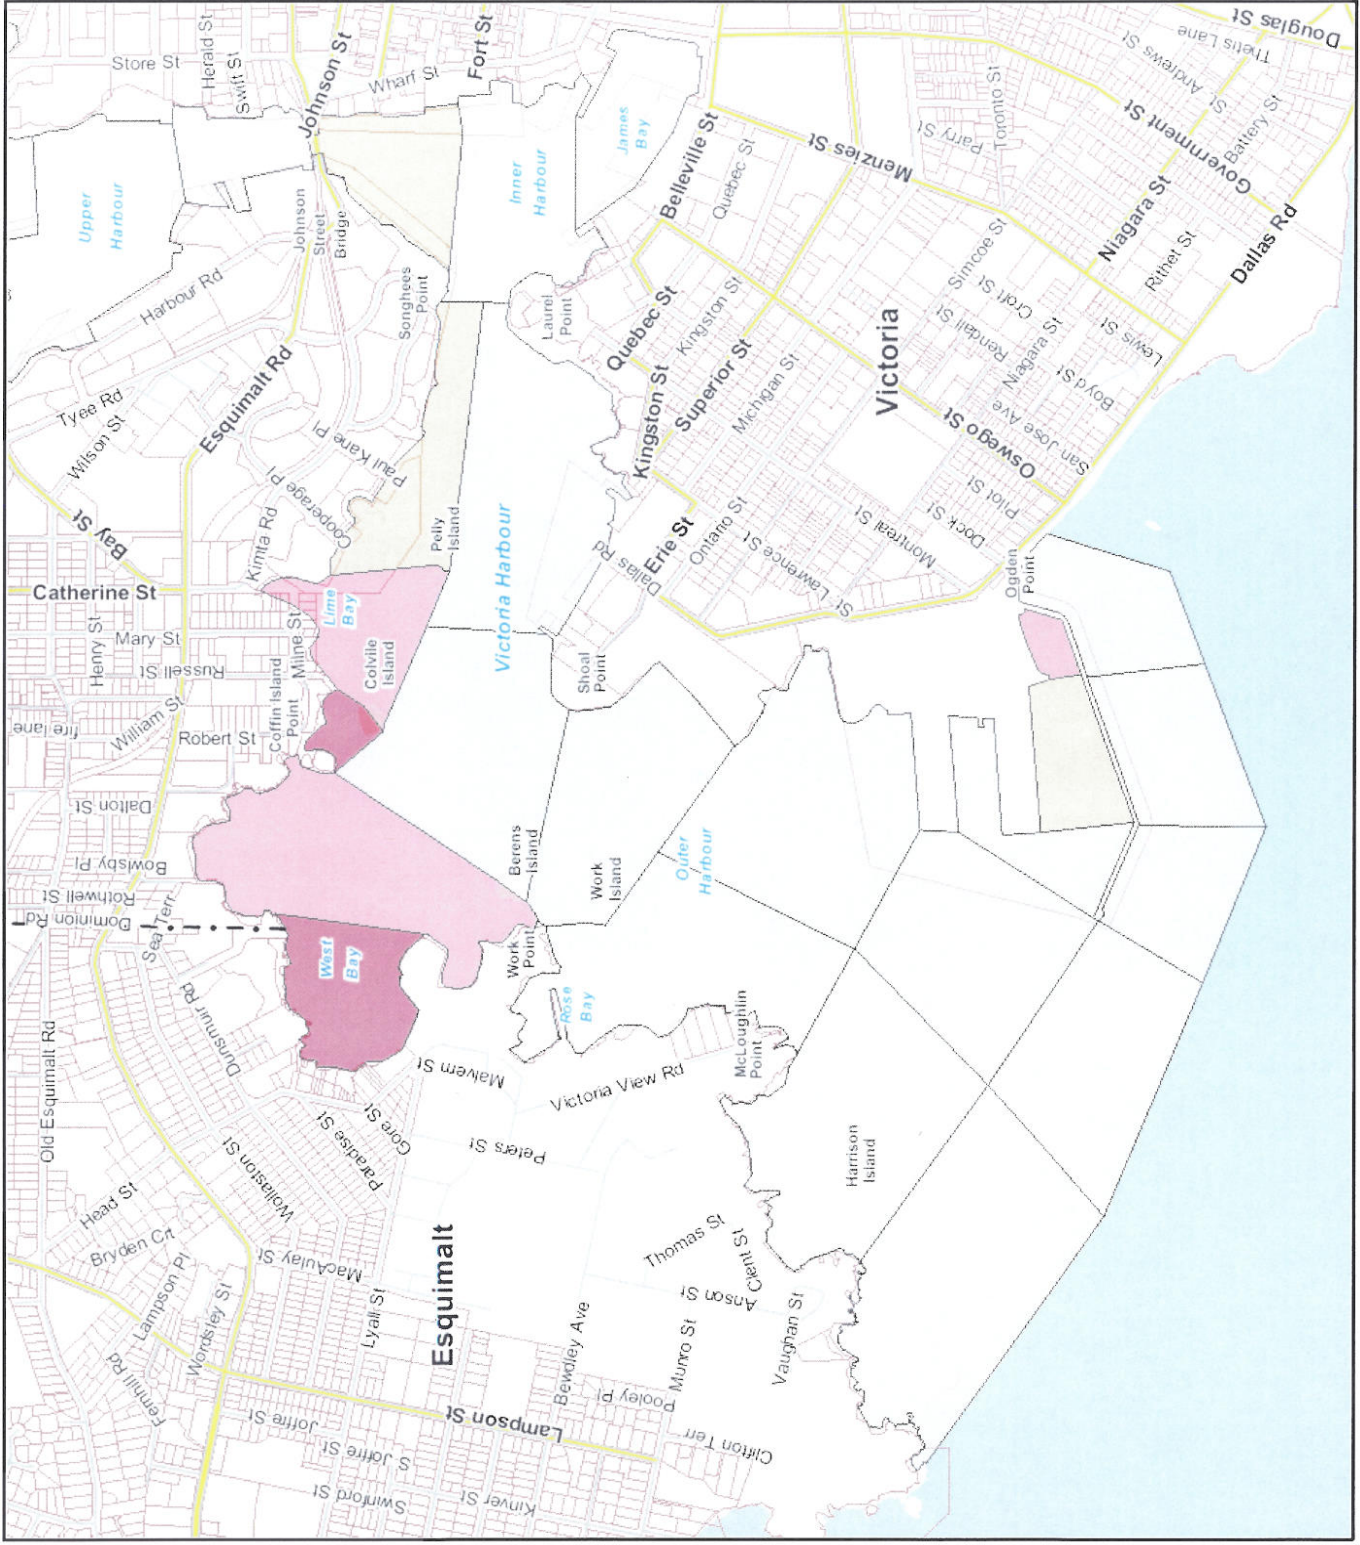 Store St
Herald St
Swift St
Johnson St
Wharf St
Fort St
Douglas St
Thetis Lane
St Andrews St
Government St
Battery St
Toronto St
Parry St
Menzies St
Belleville St
Quebec St
James
Bay
Inner
Harbour
Upper
Harbour
Johnson
Street
Bridge
Harbour Rd
Songhees
Point
Laurel
Point
Quebec St
Kingston St
Kingston St
Superior St
Michigan St
Victoria
Simcoe St
Croft St
Rendall St
Niagara St
Niagara St
Rithet St
Dallas Rd
Lewis St
Boyd St
San Jose Ave
Oswego St
Pilot St
Dock St
Montreal St
St Lawrence St
Ontario St
Erie St
Dallas Rd
Ogden
Point
Tyee Rd
Wilson St
Esquimalt Rd
Paul Kane Pl
Cooperage Pl
Kimta Rd
Bay St
Catherine St
Pelly
Island
Victoria Harbour
Lime
Bay
Colville
Island
Shoal
Point
Henry St
Mary St
Russell St
Milne St
Coffin Island
Point
William St
Robert St
fire lane
Dalton St
Bowlsby Pl
Rothwell St
Dominion Rd
Sea Terr
Berens
Island
Work
Island
Outer
Harbour
Work
Point
West
Bay
Rose
Bay
McLoughlin
Point
Victoria View Rd
Malvern St
Dunsmuir Rd
Old Esquimalt Rd
Gore St
Paradise St
Wollaston St
Peters St
Harrison
Island
Head St
Bryden Crt
Lampson Pl
MacAulay St
Wordsley St
Fernhill Rd
Lyall St
Esquimalt
Thomas St
Clent St
Anson St
Vaughan St
Bewdley Ave
Munro St
Pooley Pl
Lampson St
Clifton Terr
Joffre St
S Joffre St
Swinford St
Kinver St